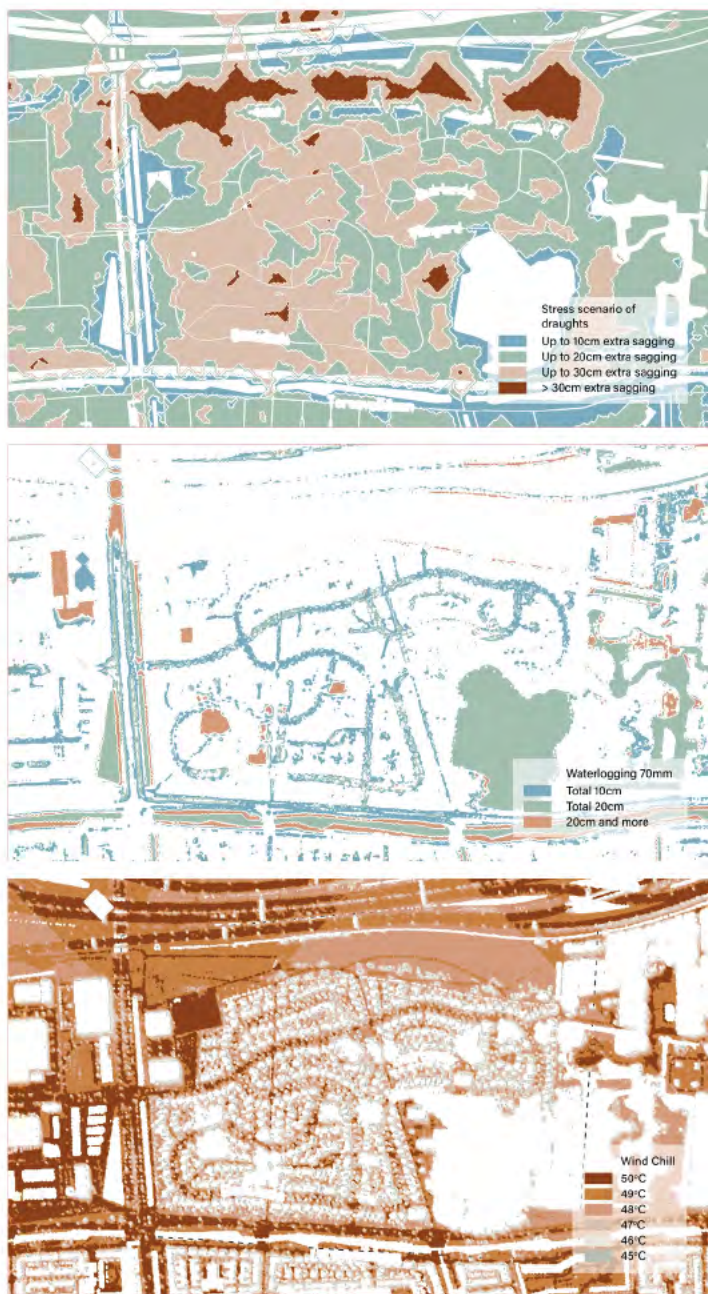 Stress scenario of
draughts
Up to 10cm extra sagging
Up to 20cm extra sagging
Up to 30cm extra sagging
> 30cm extra sagging
Waterlogging 70mm
Total 10cm
Total 20cm
20cm and more
Wind Chill
50°C
49°C
48°C
47°C
46°C
45°C